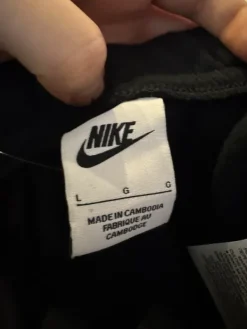 NIKE
L G G
MADE IN CAMBODIA
FABRIQUÉ AU
CAMBODGE